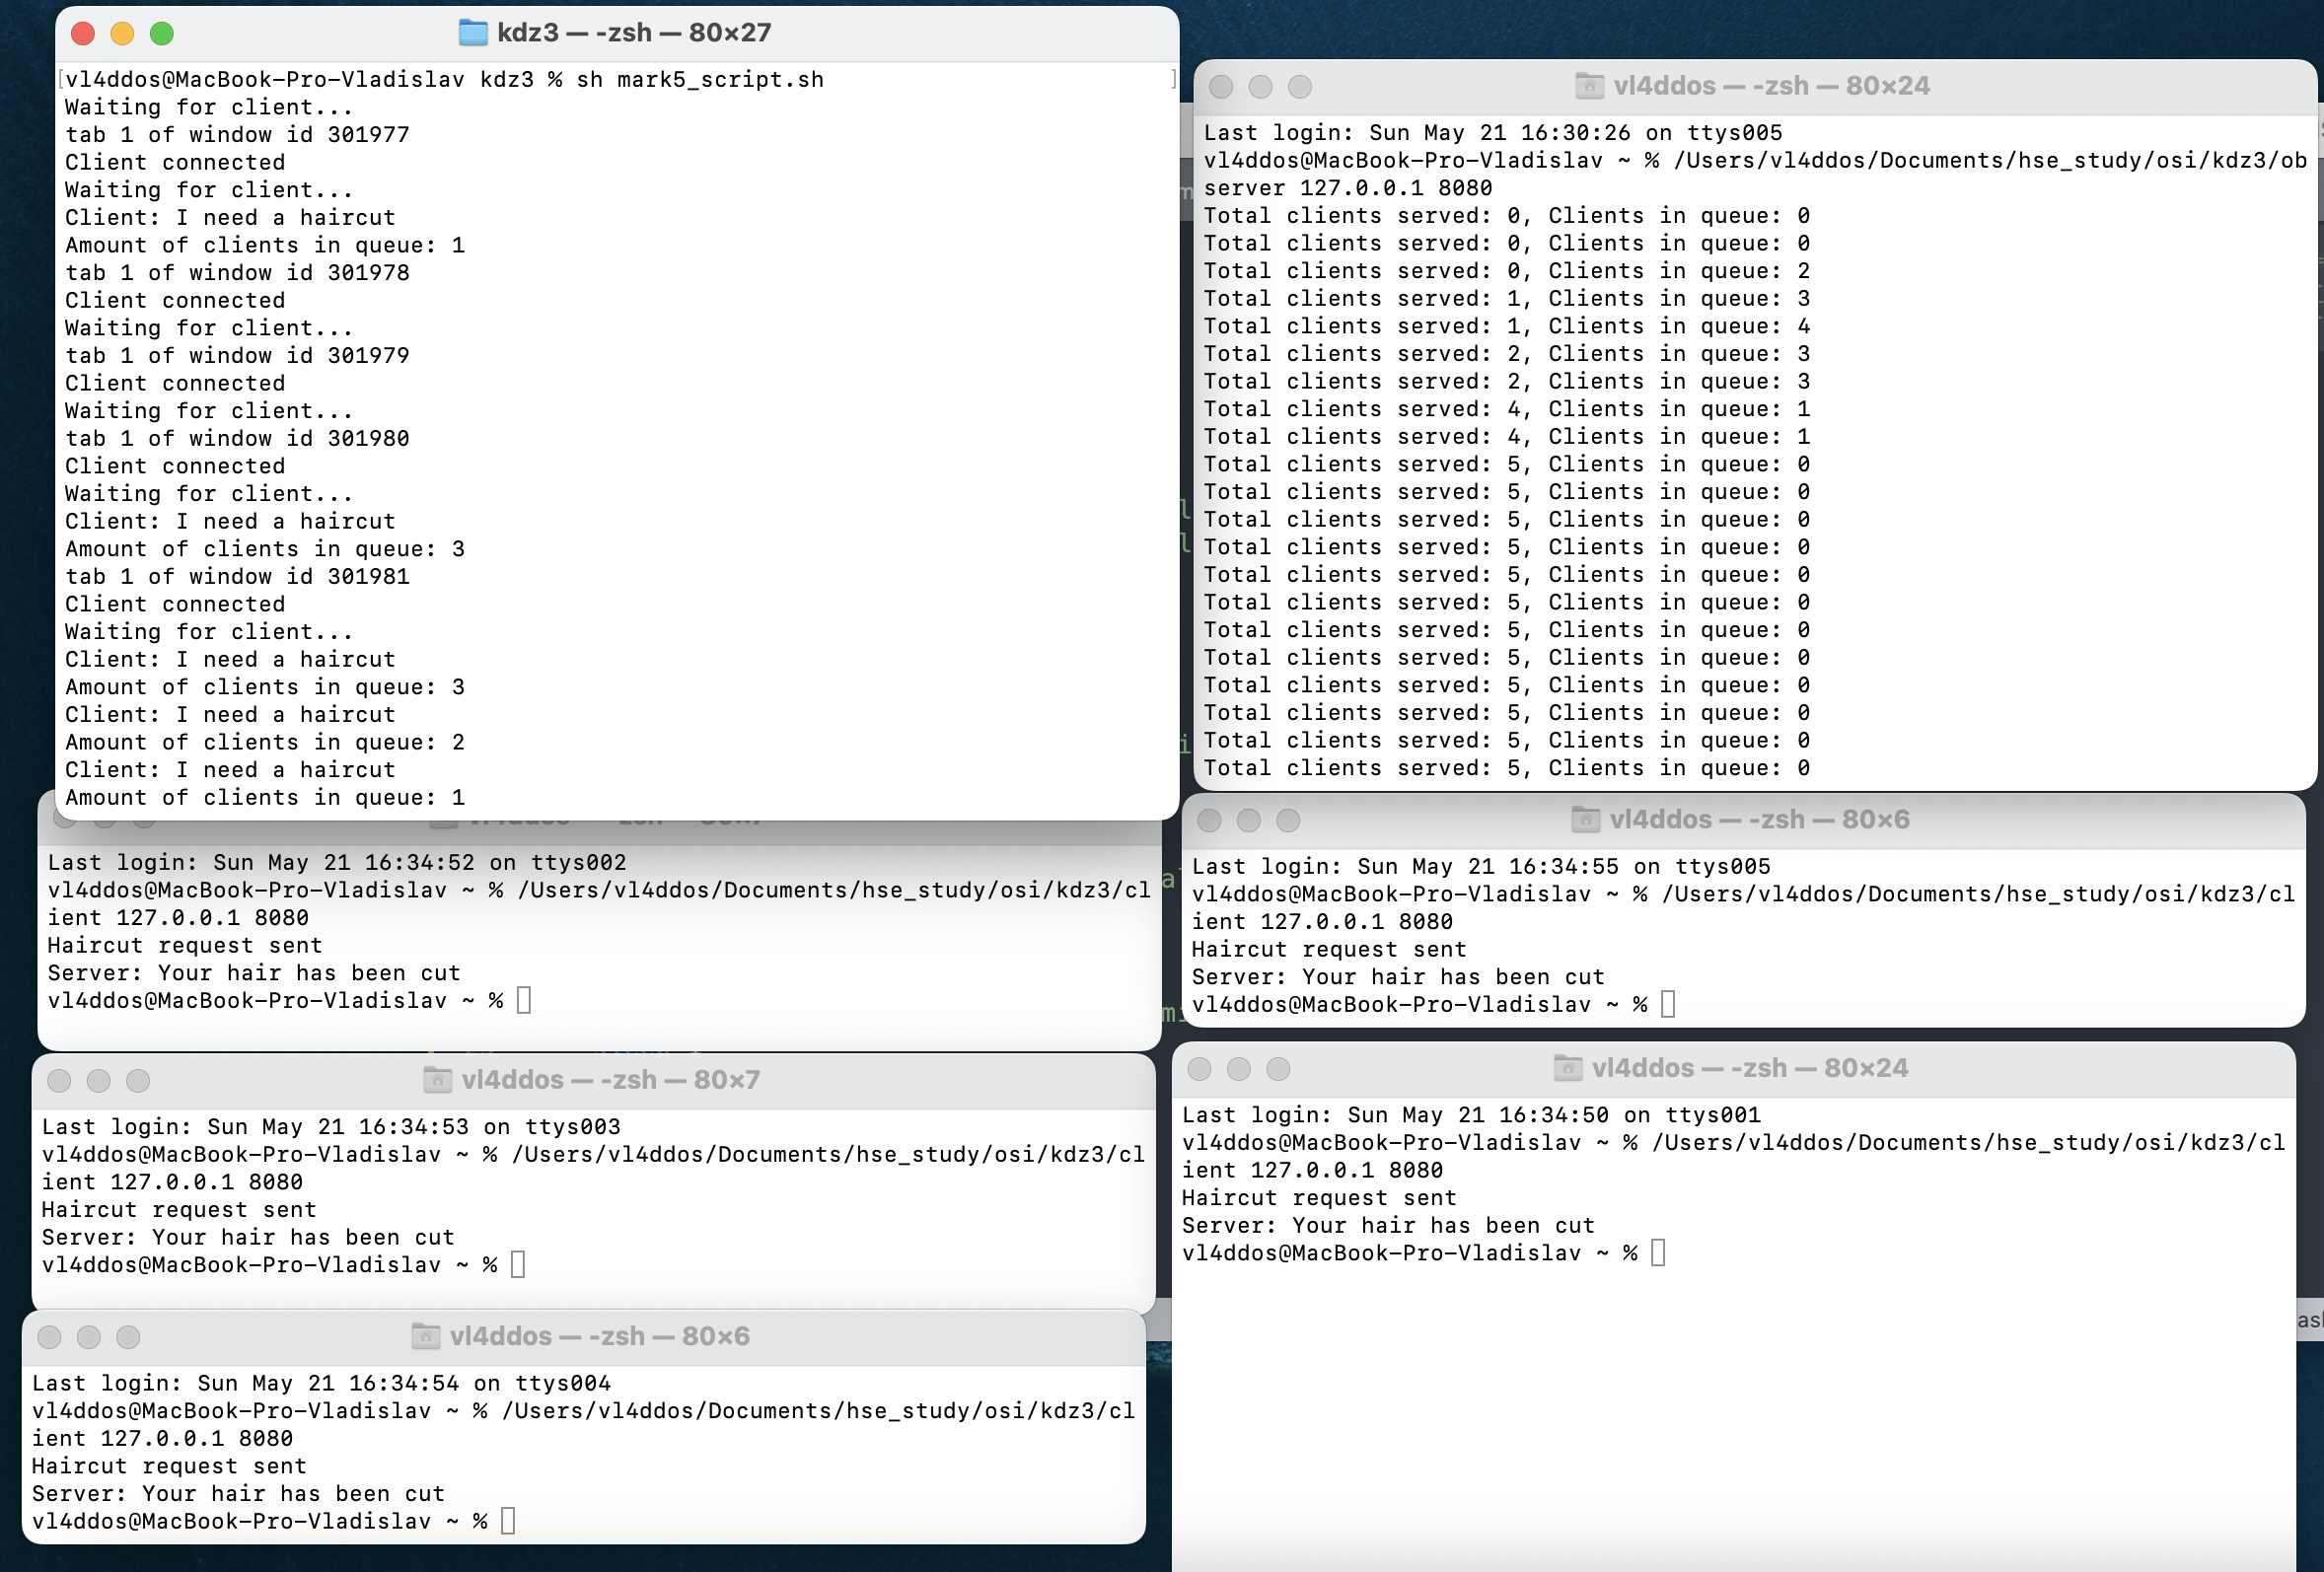 kdz3 — -zsh — 80×27
[vl4ddos@MacBook-Pro-Vladislav kdz3 % sh mark5_script.sh ]
Waiting for client...
tab 1 of window id 301977
Client connected
Waiting for client...
Client: I need a haircut
Amount of clients in queue: 1
tab 1 of window id 301978
Client connected
Waiting for client...
tab 1 of window id 301979
Client connected
Waiting for client...
tab 1 of window id 301980
Client connected
Waiting for client...
Client: I need a haircut
Amount of clients in queue: 3
tab 1 of window id 301981
Client connected
Waiting for client...
Client: I need a haircut
Amount of clients in queue: 3
Client: I need a haircut
Amount of clients in queue: 2
Client: I need a haircut
Amount of clients in queue: 1
vl4ddos — -zsh — 80×24
Last login: Sun May 21 16:30:26 on ttys005
vl4ddos@MacBook-Pro-Vladislav ~ % /Users/vl4ddos/Documents/hse_study/osi/kdz3/ob
server 127.0.0.1 8080
Total clients served: 0, Clients in queue: 0
Total clients served: 0, Clients in queue: 0
Total clients served: 0, Clients in queue: 2
Total clients served: 1, Clients in queue: 3
Total clients served: 1, Clients in queue: 4
Total clients served: 2, Clients in queue: 3
Total clients served: 2, Clients in queue: 3
Total clients served: 4, Clients in queue: 1
Total clients served: 4, Clients in queue: 1
Total clients served: 5, Clients in queue: 0
Total clients served: 5, Clients in queue: 0
Total clients served: 5, Clients in queue: 0
Total clients served: 5, Clients in queue: 0
Total clients served: 5, Clients in queue: 0
Total clients served: 5, Clients in queue: 0
Total clients served: 5, Clients in queue: 0
Total clients served: 5, Clients in queue: 0
Total clients served: 5, Clients in queue: 0
Total clients served: 5, Clients in queue: 0
Total clients served: 5, Clients in queue: 0
Total clients served: 5, Clients in queue: 0
Last login: Sun May 21 16:34:52 on ttys002
vl4ddos@MacBook-Pro-Vladislav ~ % /Users/vl4ddos/Documents/hse_study/osi/kdz3/cl
ient 127.0.0.1 8080
Haircut request sent
Server: Your hair has been cut
vl4ddos@MacBook-Pro-Vladislav ~ %
vl4ddos — -zsh — 80×6
Last login: Sun May 21 16:34:55 on ttys005
vl4ddos@MacBook-Pro-Vladislav ~ % /Users/vl4ddos/Documents/hse_study/osi/kdz3/cl
ient 127.0.0.1 8080
Haircut request sent
Server: Your hair has been cut
vl4ddos@MacBook-Pro-Vladislav ~ %
vl4ddos — -zsh — 80×7
Last login: Sun May 21 16:34:53 on ttys003
vl4ddos@MacBook-Pro-Vladislav ~ % /Users/vl4ddos/Documents/hse_study/osi/kdz3/cl
ient 127.0.0.1 8080
Haircut request sent
Server: Your hair has been cut
vl4ddos@MacBook-Pro-Vladislav ~ %
vl4ddos — -zsh — 80×24
Last login: Sun May 21 16:34:50 on ttys001
vl4ddos@MacBook-Pro-Vladislav ~ % /Users/vl4ddos/Documents/hse_study/osi/kdz3/cl
ient 127.0.0.1 8080
Haircut request sent
Server: Your hair has been cut
vl4ddos@MacBook-Pro-Vladislav ~ %
vl4ddos — -zsh — 80×6
Last login: Sun May 21 16:34:54 on ttys004
vl4ddos@MacBook-Pro-Vladislav ~ % /Users/vl4ddos/Documents/hse_study/osi/kdz3/cl
ient 127.0.0.1 8080
Haircut request sent
Server: Your hair has been cut
vl4ddos@MacBook-Pro-Vladislav ~ %